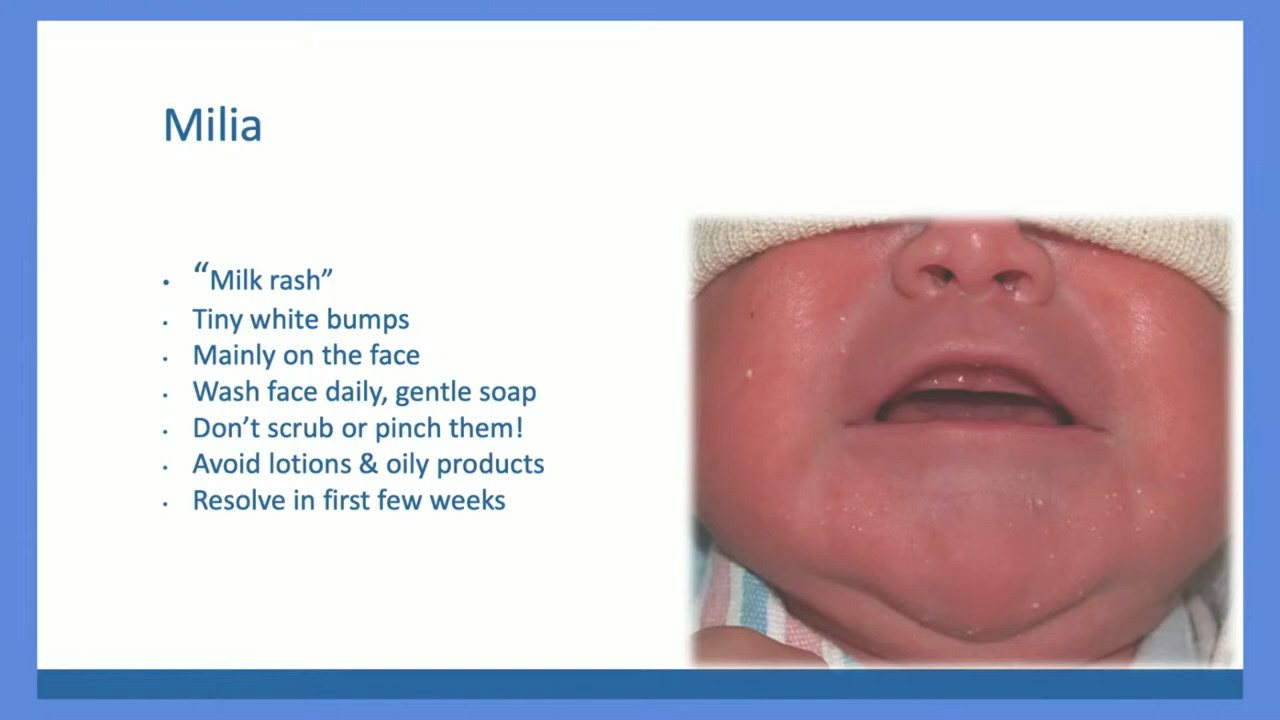 Milia
• “Milk rash”
• Tiny white bumps
• Mainly on the face
• Wash face daily, gentle soap
• Don’t scrub or pinch them!
• Avoid lotions & oily products
• Resolve in first few weeks